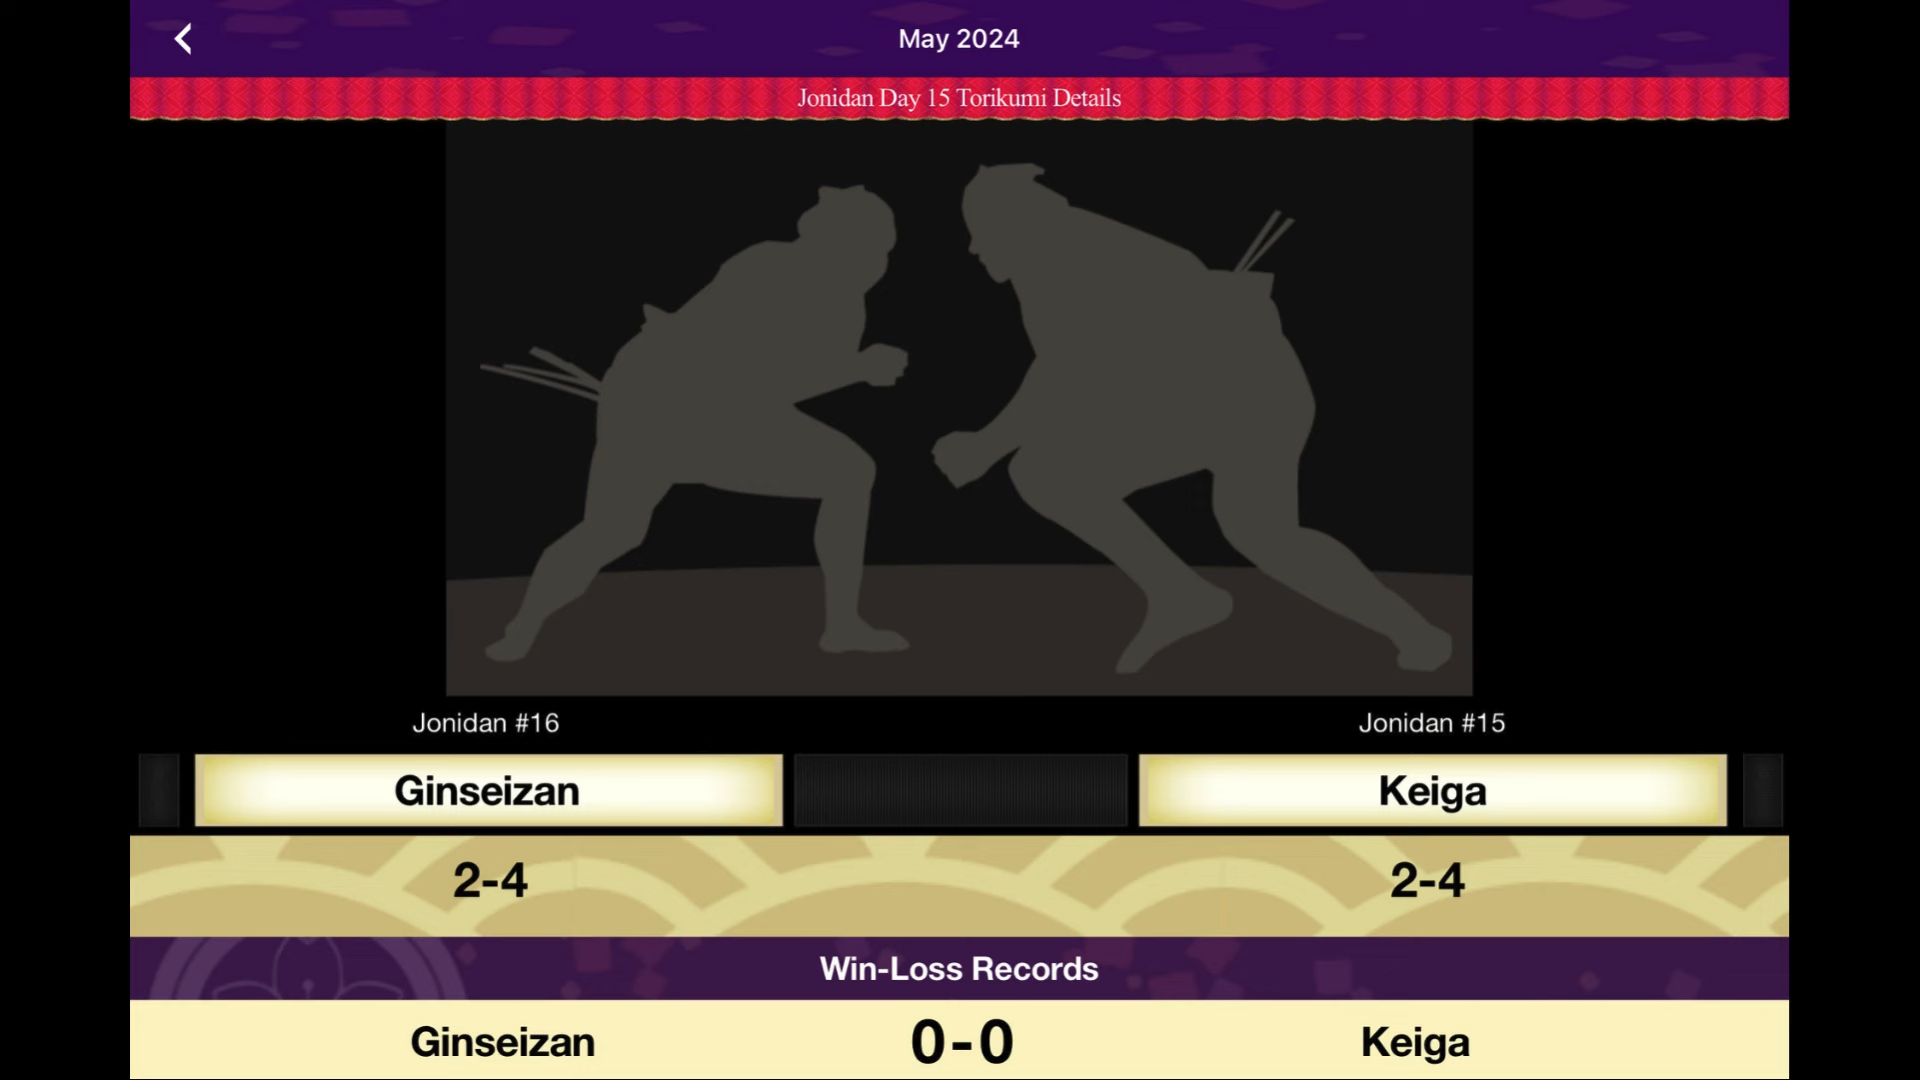 May 2024
Jonidan Day 15 Torikumi Details
Jonidan #16
Jonidan #15
Ginseizan
Keiga
2-4
2-4
Win-Loss Records
Ginseizan 0-0 Keiga